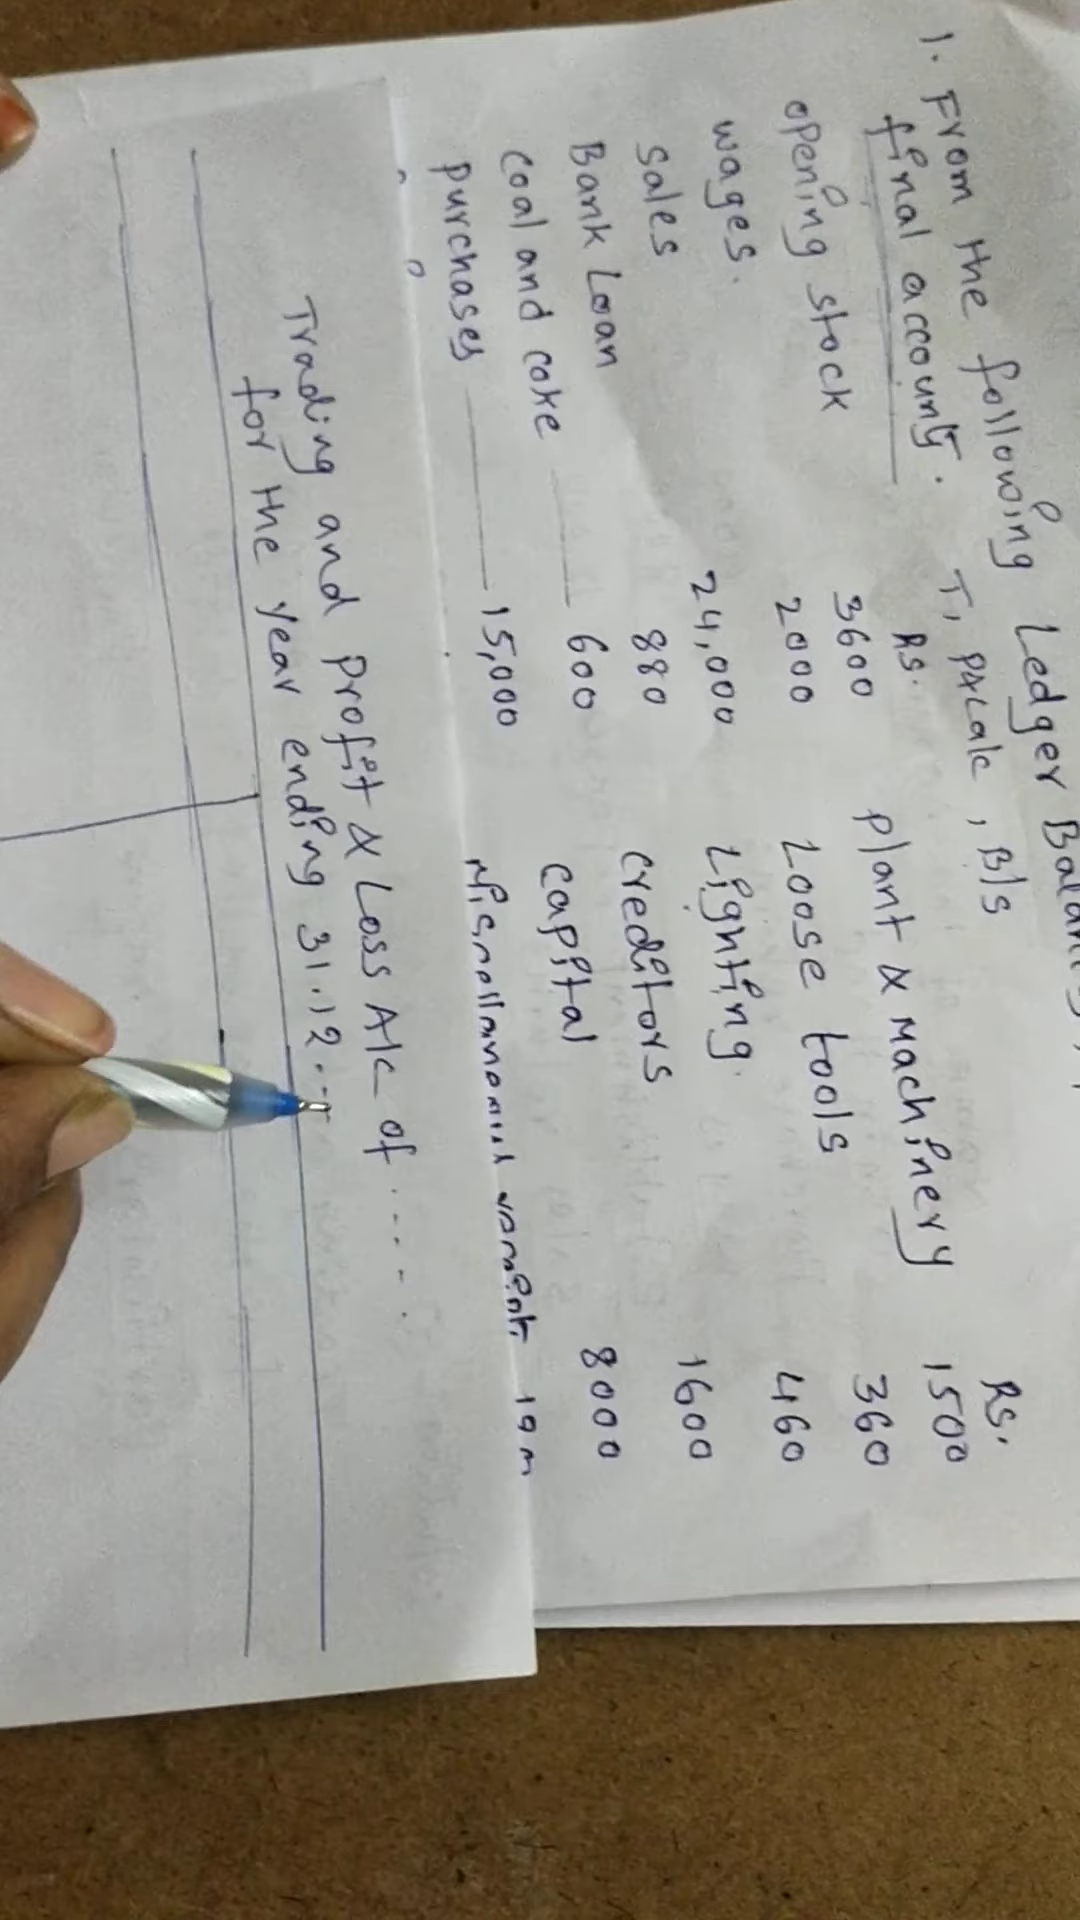 1. From the following Ledger Balan
final accounts. T, P&L a/c, B/s
Rs. Rs.
opening stock 3600 plant & Machinery 1500
wages. 2000 Loose tools 360
sales 24,000 Lighting. 460
Bank Loan 880 creditors 1600
coal and coke 600 capital 8000
purchases 15,000
Trading and profit & Loss A/c of .....
for the year ending 31.12...